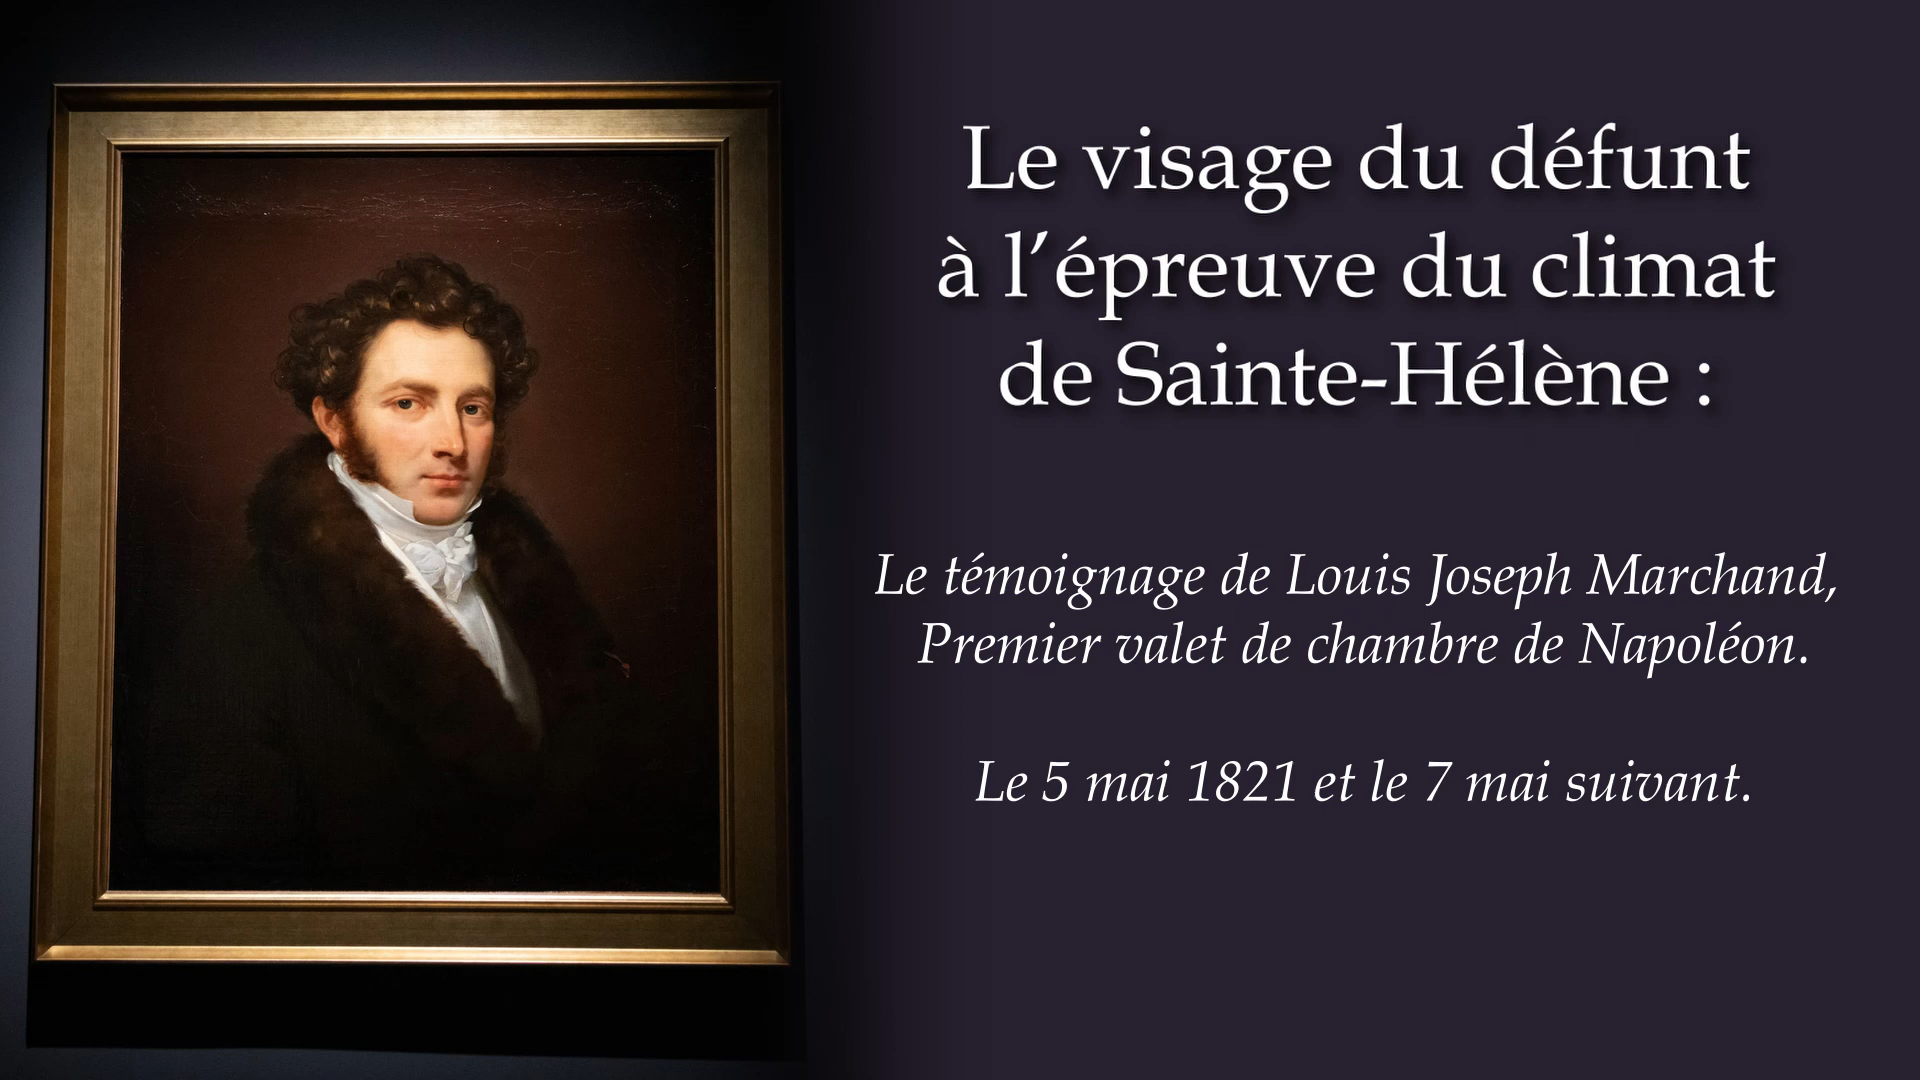 Le visage du défunt
à l’épreuve du climat
de Sainte-Hélène :
Le témoignage de Louis Joseph Marchand,
Premier valet de chambre de Napoléon.
Le 5 mai 1821 et le 7 mai suivant.